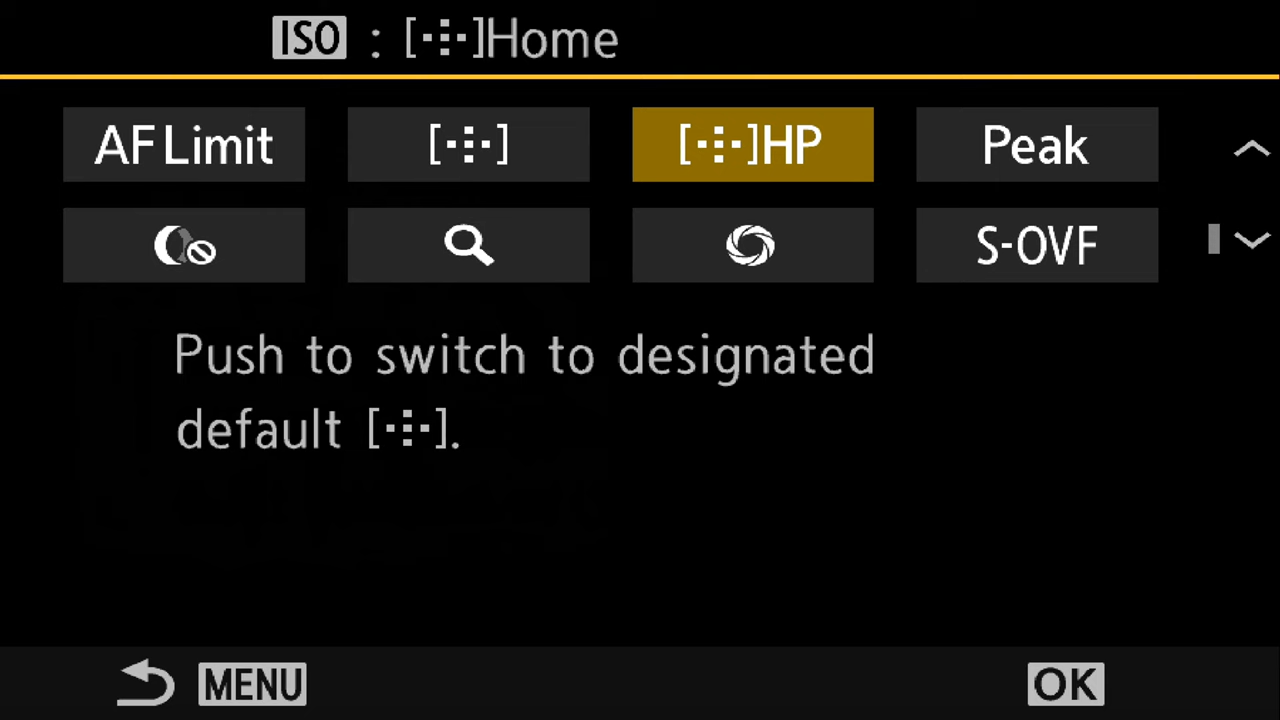 ISO : [·⁝·]Home
AF Limit [·⁝·] [·⁝·]HP Peak
S-OVF
Push to switch to designated
default [·⁝·].
MENU OK